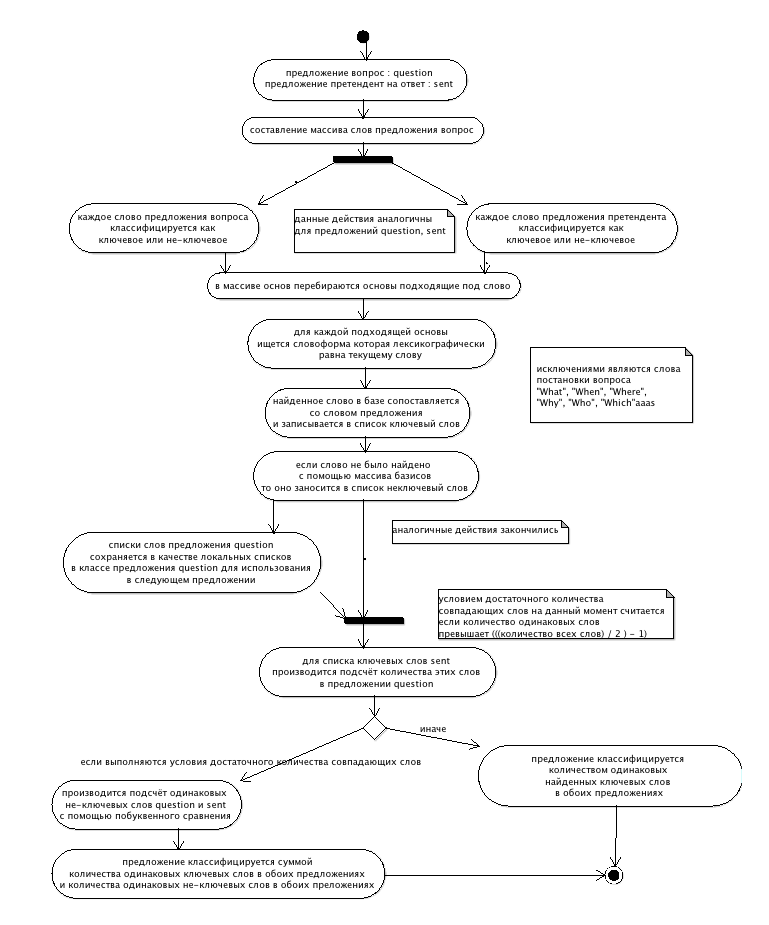 предложение вопрос : question
предложение претендент на ответ : sent
составление массива слов предложения вопрос
каждое слово предложения вопроса
классифицируется как
ключевое или не-ключевое
данные действия аналогичны
для предложений question, sent
каждое слово предложения претендента
классифицируется как
ключевое или не-ключевое
в массиве основ перебираются основы подходящие под слово
для каждой подходящей основы
ищется словоформа которая лексикографически
равна текущему слову
исключениями являются слова
постановки вопроса
"What", "When", "Where",
"Why", "Who", "Which"aaas
найденное слово в базе сопоставляется
со словом предложения
и записывается в список ключевый слов
если слово не было найдено
с помощью массива базисов
то оно заносится в список неключевый слов
аналогичные действия закончились
списки слов предложения question
сохраняется в качестве локальных списков
в классе предложения question для использования
в следующем предложении
условием достаточного количества
совпадающих слов на данный момент считается
если количество одинаковых слов
превышает (((количество всех слов) / 2 ) - 1)
для списка ключевых слов sent
производится подсчёт количества этих слов
в предложении question
иначе
если выполняются условия достаточного количества совпадающих слов
предложение классифицируется
количеством одинаковых
найденных ключевых слов
в обоих предложениях
производится подсчёт одинаковых
не-ключевых слов question и sent
с помощью побуквенного сравнения
предложение классифицируется суммой
количества одинаковых ключевых слов в обоих предложениях
и количества одинаковых не-ключевых слов в обоих преложениях